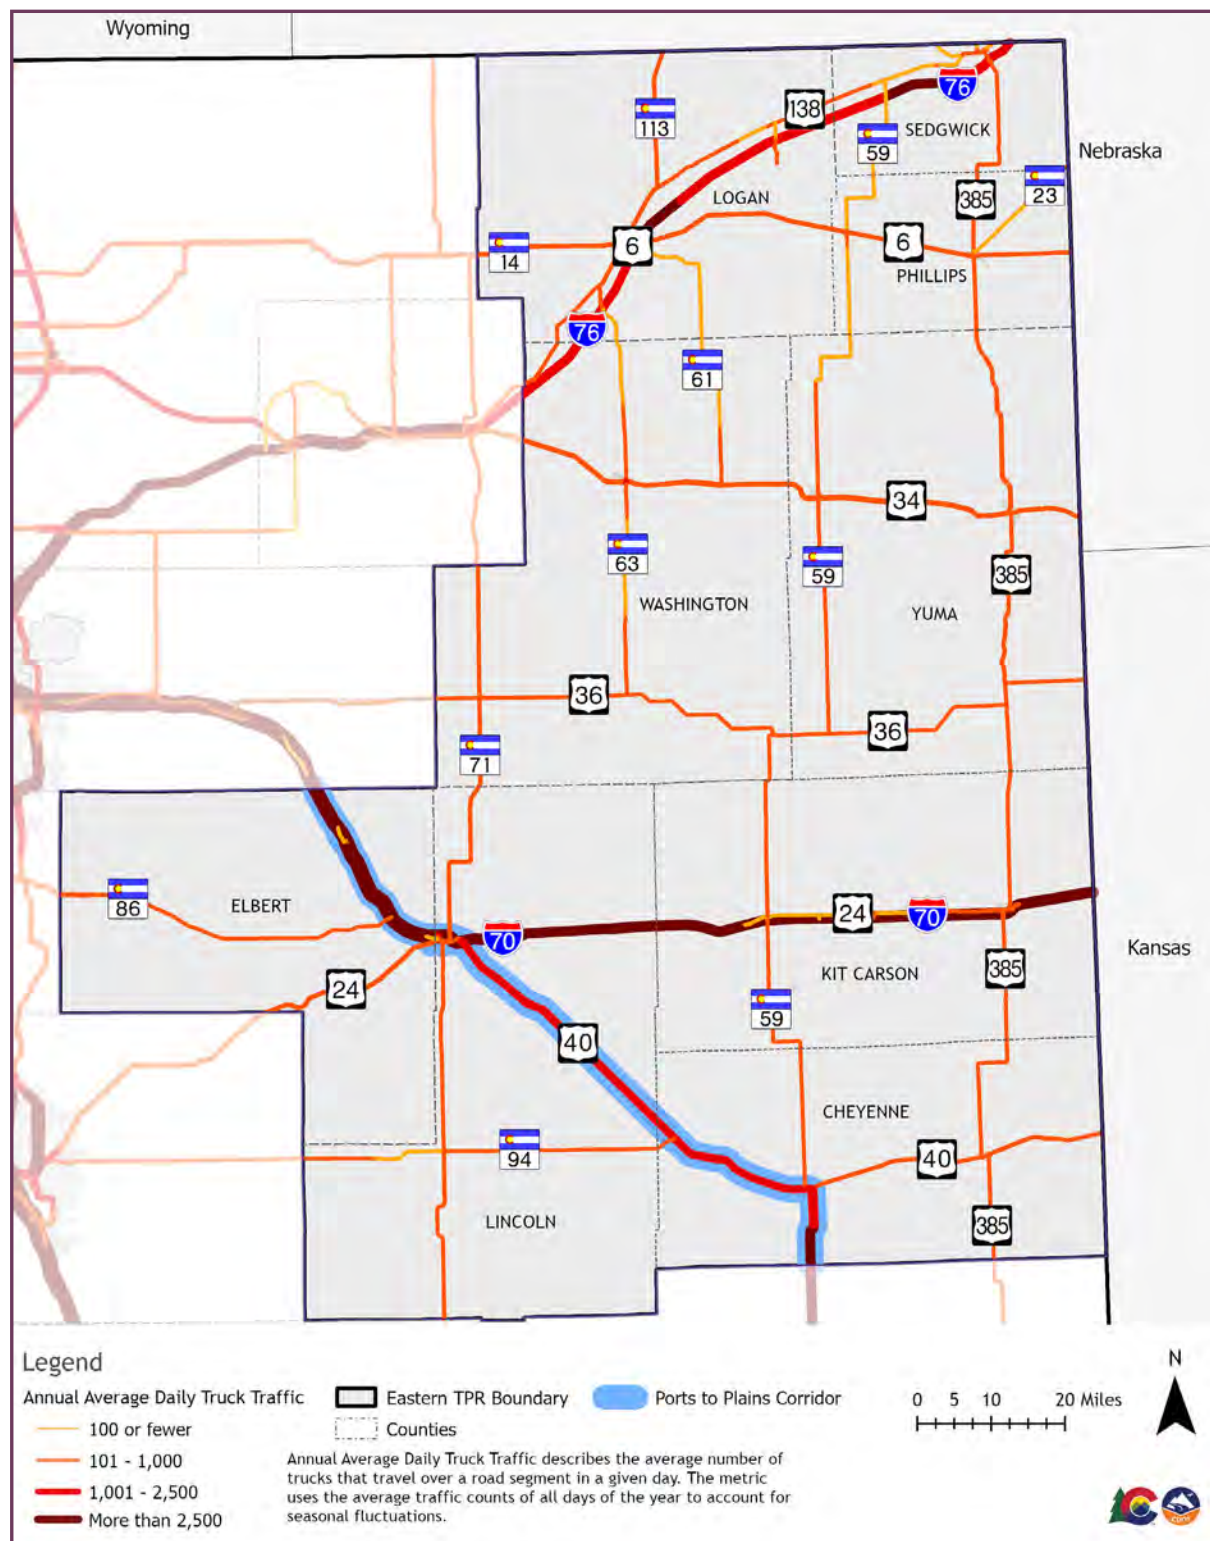 Wyoming
76
138
113
59
SEDGWICK
Nebraska
23
385
LOGAN
6
6
14
PHILLIPS
76
61
34
63
59
385
WASHINGTON
YUMA
36
36
71
86
ELBERT
24
70
70
Kansas
KIT CARSON
385
24
59
40
CHEYENNE
94
40
LINCOLN
385
Legend
Annual Average Daily Truck Traffic
100 or fewer
101 - 1,000
1,001 - 2,500
More than 2,500
Eastern TPR Boundary
Counties
Ports to Plains Corridor
0 5 10 20 Miles
N
Annual Average Daily Truck Traffic describes the average number of
trucks that travel over a road segment in a given day. The metric
uses the average traffic counts of all days of the year to account for
seasonal fluctuations.